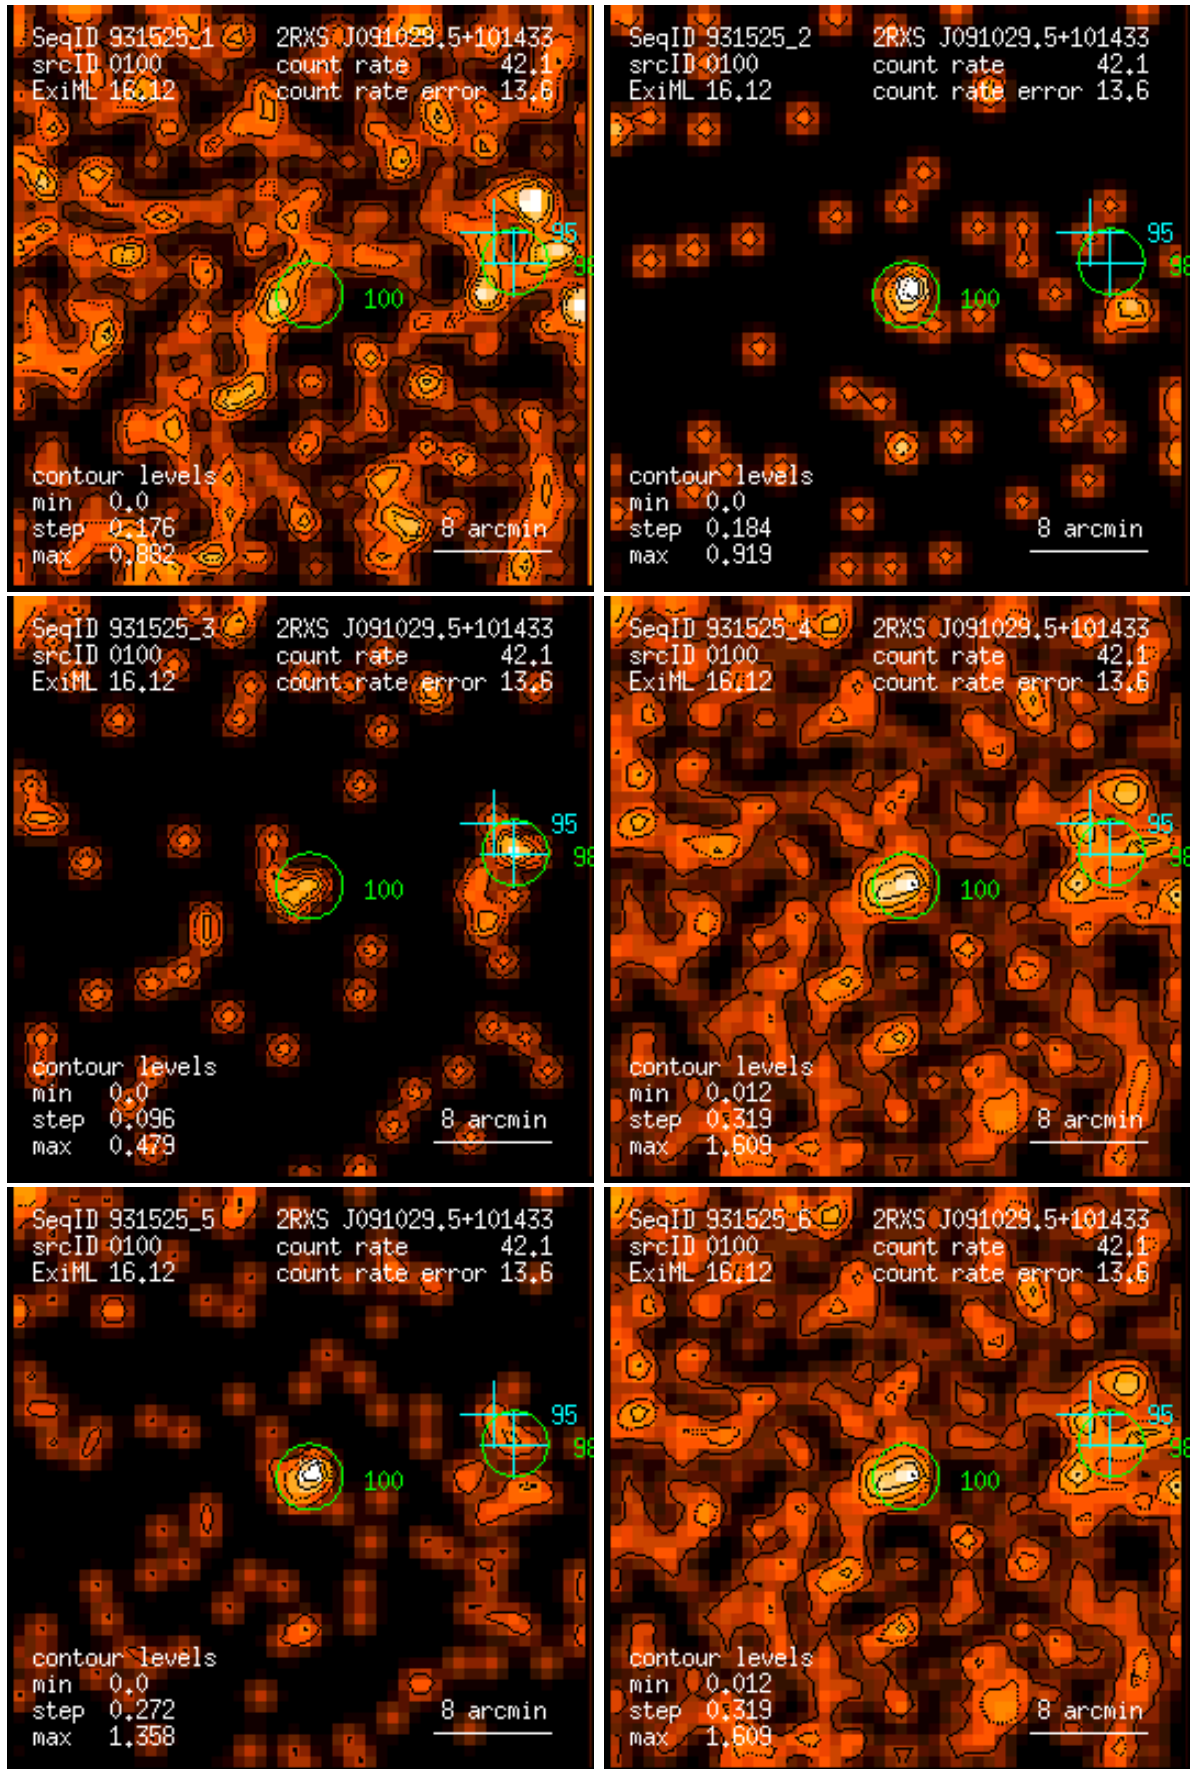 SeqID 931525_1 2RXS J091029.5+101433
srcID 0100 count rate 42.1
ExiML 16.12 count rate error 13.6
95
98
100
contour levels
min 0.0
step 0.176
max 0.882
8 arcmin
SeqID 931525_2 2RXS J091029.5+101433
srcID 0100 count rate 42.1
ExiML 16.12 count rate error 13.6
95
98
100
contour levels
min 0.0
step 0.184
max 0.919
8 arcmin
SeqID 931525_3 2RXS J091029.5+101433
srcID 0100 count rate 42.1
ExiML 16.12 count rate error 13.6
95
98
100
contour levels
min 0.0
step 0.096
max 0.479
8 arcmin
SeqID 931525_4 2RXS J091029.5+101433
srcID 0100 count rate 42.1
ExiML 16.12 count rate error 13.6
95
98
100
contour levels
min 0.012
step 0.319
max 1.609
8 arcmin
SeqID 931525_5 2RXS J091029.5+101433
srcID 0100 count rate 42.1
ExiML 16.12 count rate error 13.6
95
98
100
contour levels
min 0.0
step 0.272
max 1.358
8 arcmin
SeqID 931525_6 2RXS J091029.5+101433
srcID 0100 count rate 42.1
ExiML 16.12 count rate error 13.6
95
98
100
contour levels
min 0.012
step 0.319
max 1.609
8 arcmin